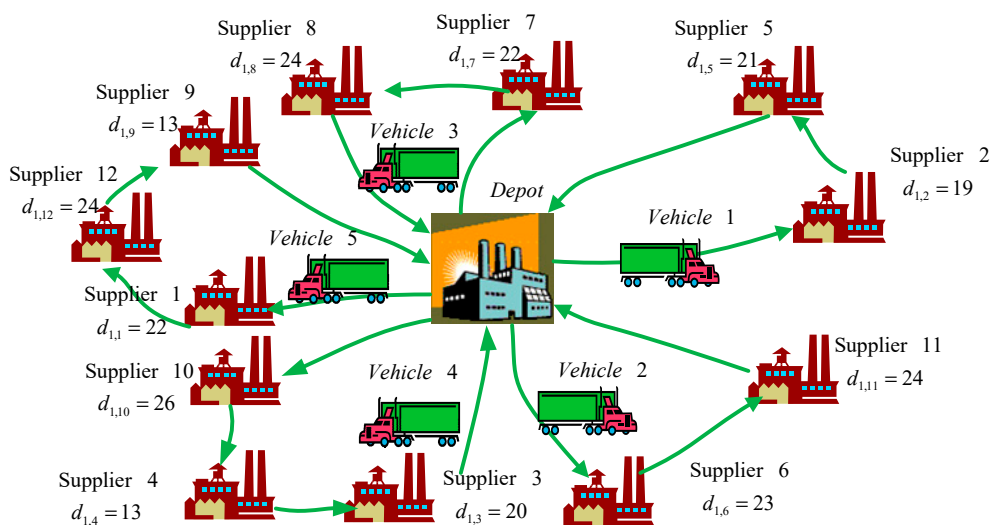 Supplier 8
d1,8 = 24
Supplier 7
d1,7 = 22
Supplier 5
d1,5 = 21
Supplier 9
d1,9 = 13
Vehicle 3
Supplier 2
d1,2 = 19
Supplier 12
d1,12 = 24
Depot
Vehicle 5
Vehicle 1
Supplier 1
d1,1 = 22
Supplier 10
d1,10 = 26
Vehicle 4
Vehicle 2
Supplier 11
d1,11 = 24
Supplier 4
d1,4 = 13
Supplier 3
d1,3 = 20
Supplier 6
d1,6 = 23